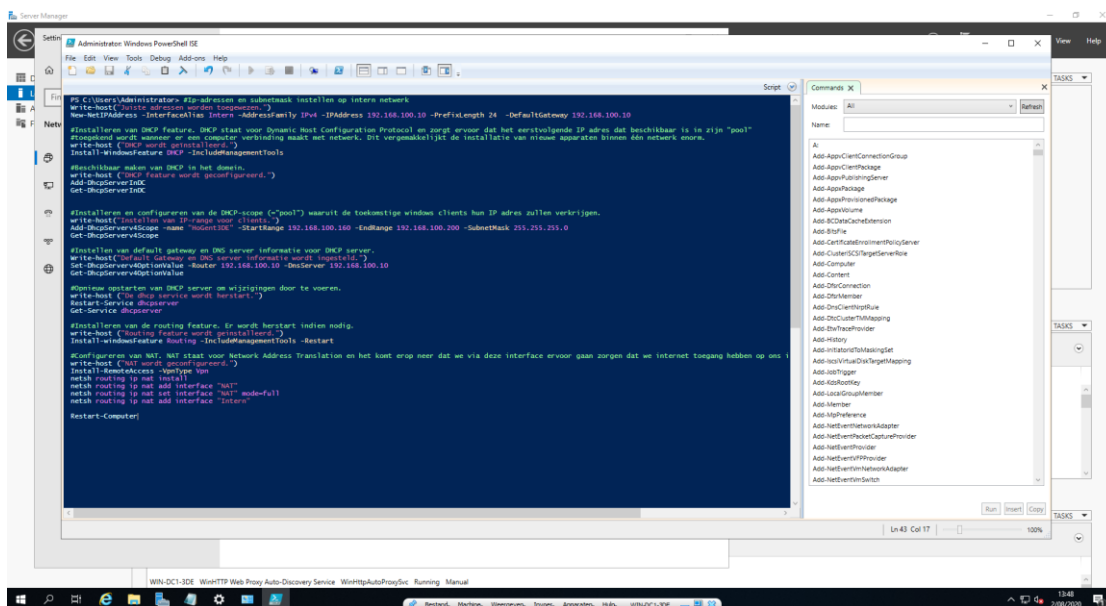 Server Manager
View Help
Settin
Administrator: Windows PowerShell ISE
File Edit View Tools Debug Add-ons Help
Script
PS C:\Users\Administrator> #Ip-adressen en subnetmask instellen op intern netwerk
Write-host("Juiste adressen worden toegewezen.")
New-NetIPAddress -InterfaceAlias Intern -AddressFamily IPv4 -IPAddress 192.168.100.10 -PrefixLength 24 -DefaultGateway 192.168.100.10
#Installeren van DHCP feature. DHCP staat voor Dynamic Host Configuration Protocol en zorgt ervoor dat het eerstvolgende IP adres dat beschikbaar is in zijn "pool"
#toegekend wordt wanneer er een computer verbinding maakt met netwerk. Dit vergemakkelijkt de installatie van nieuwe apparaten binnen één netwerk enorm.
write-host ("DHCP wordt geinstalleerd.")
Install-WindowsFeature DHCP -IncludeManagementTools
#Beschikbaar maken van DHCP in het domein.
write-host ("DHCP feature wordt geconfigureerd.")
Add-DhcpServerInDC
Get-DhcpServerInDC
#Installeren en configureren van de DHCP-scope (="pool") waaruit de toekomstige windows clients hun IP adres zullen verkrijgen.
write-host("Instellen van IP-range voor clients.")
Add-DhcpServer4Scope -name "HoGent3DE" -StartRange 192.168.100.160 -EndRange 192.168.100.200 -SubnetMask 255.255.255.0
Get-DhcpServerv4Scope
#Instellen van default gateway en DNS server informatie voor DHCP server.
Write-host("Default Gateway en DNS server informatie wordt ingesteld.")
Set-DhcpServerv4OptionValue -Router 192.168.100.10 -DnsServer 192.168.100.10
Get-DhcpServerv4OptionValue
#Opnieuw opstarten van DHCP server om wijzigingen door te voeren.
write-host ("De dhcp service wordt herstart.")
Restart-Service dhcpserver
Get-Service dhcpserver
#Installeren van de routing feature. Er wordt herstart indien nodig.
write-host ("Routing feature wordt geinstalleerd.")
Install-windowsFeature Routing -IncludeManagementTools -Restart
#Configureren van NAT. NAT staat voor Network Address Translation en het komt erop neer dat we via deze interface ervoor gaan zorgen dat we internet toegang hebben op ons i
write-host ("NAT wordt geconfigureerd.")
Install-RemoteAccess -VpnType Vpn
netsh routing ip nat install
netsh routing ip nat add interface "NAT"
netsh routing ip nat set interface "NAT" mode=full
netsh routing ip nat add interface "Intern"
Restart-Computer
Ln 43 Col 17
100%
Commands X
Modules: All Refresh
Name:
A:
Add-AppvClientConnectionGroup
Add-AppvClientPackage
Add-AppvPublishingServer
Add-AppxPackage
Add-AppxProvisionedPackage
Add-AppxVolume
Add-BCDataCacheExtension
Add-BitsFile
Add-CertificateEnrollmentPolicyServer
Add-ClusteriSCSITargetServerRole
Add-Computer
Add-Content
Add-DfsrConnection
Add-DfsrMember
Add-DnsClientNrptRule
Add-DtcClusterTMMapping
Add-EtwTraceProvider
Add-History
Add-InitiatorIdToMaskingSet
Add-IscsiVirtualDiskTargetMapping
Add-JobTrigger
Add-KdsRootKey
Add-LocalGroupMember
Add-Member
Add-MpPreference
Add-NetEventNetworkAdapter
Add-NetEventPacketCaptureProvider
Add-NetEventProvider
Add-NetEventVFPProvider
Add-NetEventVmNetworkAdapter
Add-NetEventVmSwitch
Run Insert Copy
TASKS
TASKS
TASKS
Fin
Netv
WIN-DC1-3DE WinHTTP Web Proxy Auto-Discovery Service WinHttpAutoProxySvc Running Manual
Bestand Machine Weergeven Invoer Apparaten Hulp WIN-DC1-3DE
13:48
2/08/2020